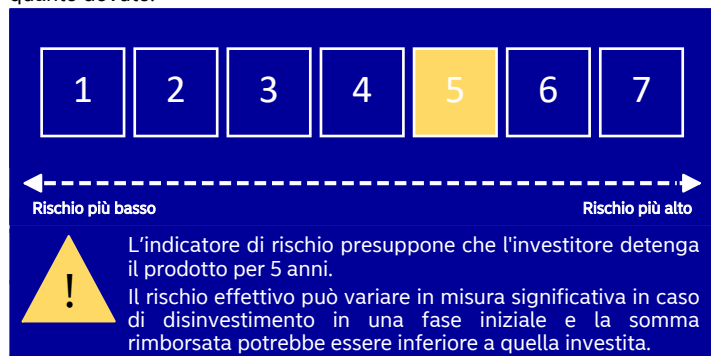 1 2 3 4 5 6 7
Rischio più basso Rischio più alto
! L'indicatore di rischio presuppone che l'investitore detenga
il prodotto per 5 anni.
Il rischio effettivo può variare in misura significativa in caso
di disinvestimento in una fase iniziale e la somma
rimborsata potrebbe essere inferiore a quella investita.